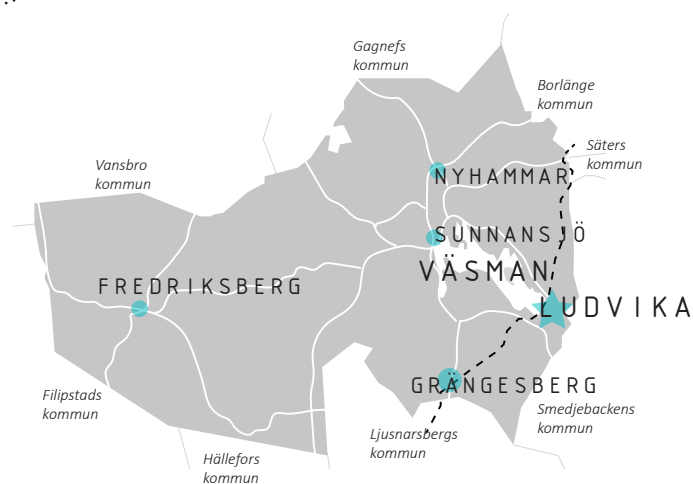 Gagnefs
kommun
Borlänge
kommun
Säters
kommun
Vansbro
kommun
NYHAMMAR
SUNNANSJÖ
VÄSMAN
FREDRIKSBERG
LUDVIKA
GRÄNGESBERG
Filipstads
kommun
Smedjebackens
kommun
Ljusnarsbergs
kommun
Hällefors
kommun